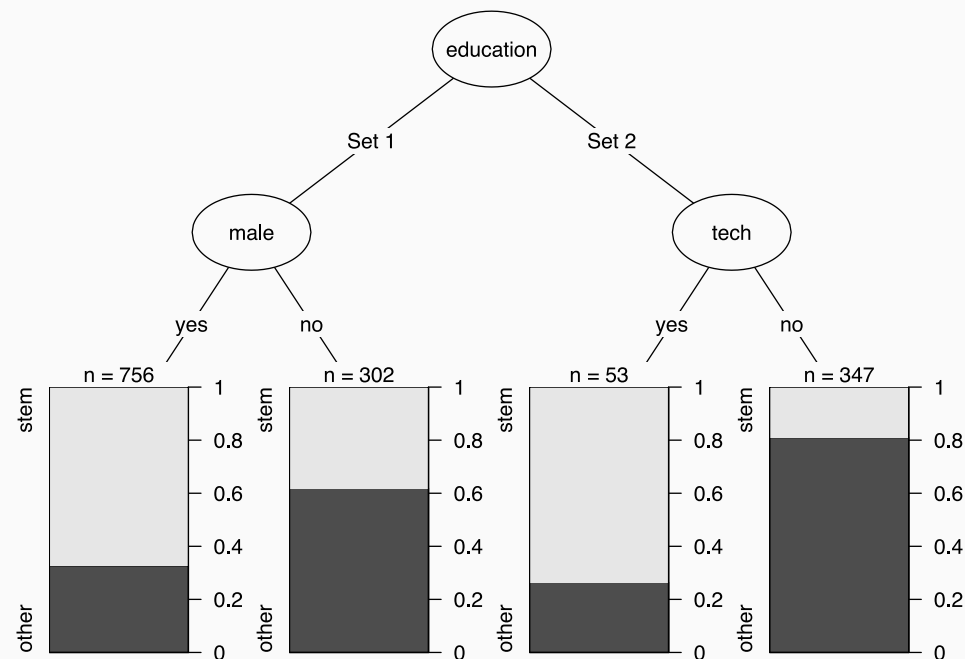 education
Set 1
Set 2
male
tech
yes
no
yes
no
n = 756
n = 302
n = 53
n = 347
stem
other
1
0.8
0.6
0.4
0.2
0
stem
other
1
0.8
0.6
0.4
0.2
0
stem
other
1
0.8
0.6
0.4
0.2
0
stem
other
1
0.8
0.6
0.4
0.2
0